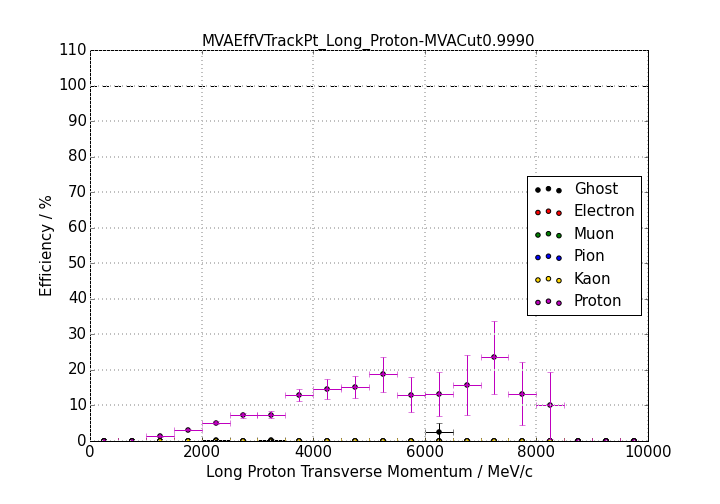 MVAEffVTrackPt_Long_Proton-MVACut0.9990
110
100
90
80
70
60
50
40
30
20
10
0
Efficiency / %
Ghost
Electron
Muon
Pion
Kaon
Proton
0 2000 4000 6000 8000 10000
Long Proton Transverse Momentum / MeV/c